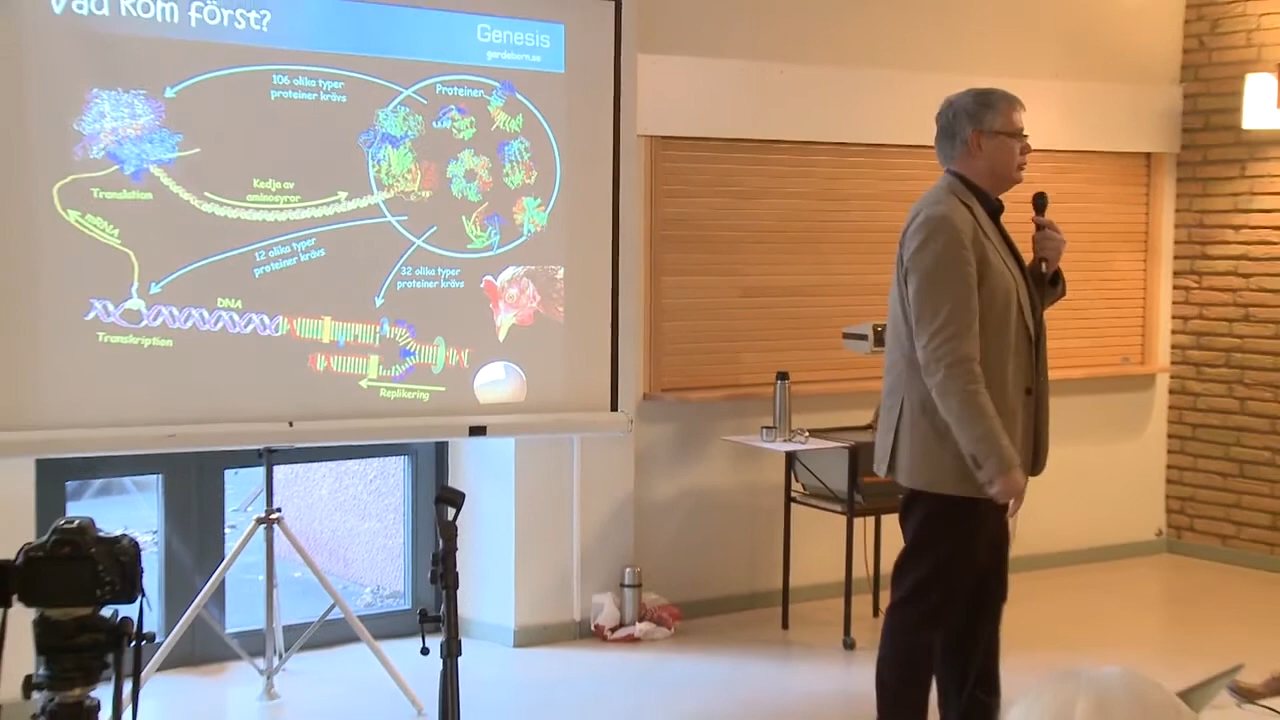 Vad kom först?
Genesis
gardeborn.se
106 olika typer
proteiner krävs
Proteiner
Translation
Kedja av
aminosyror
mRNA
12 olika typer
proteiner krävs
32 olika typer
proteiner krävs
DNA
Transkription
Replikering